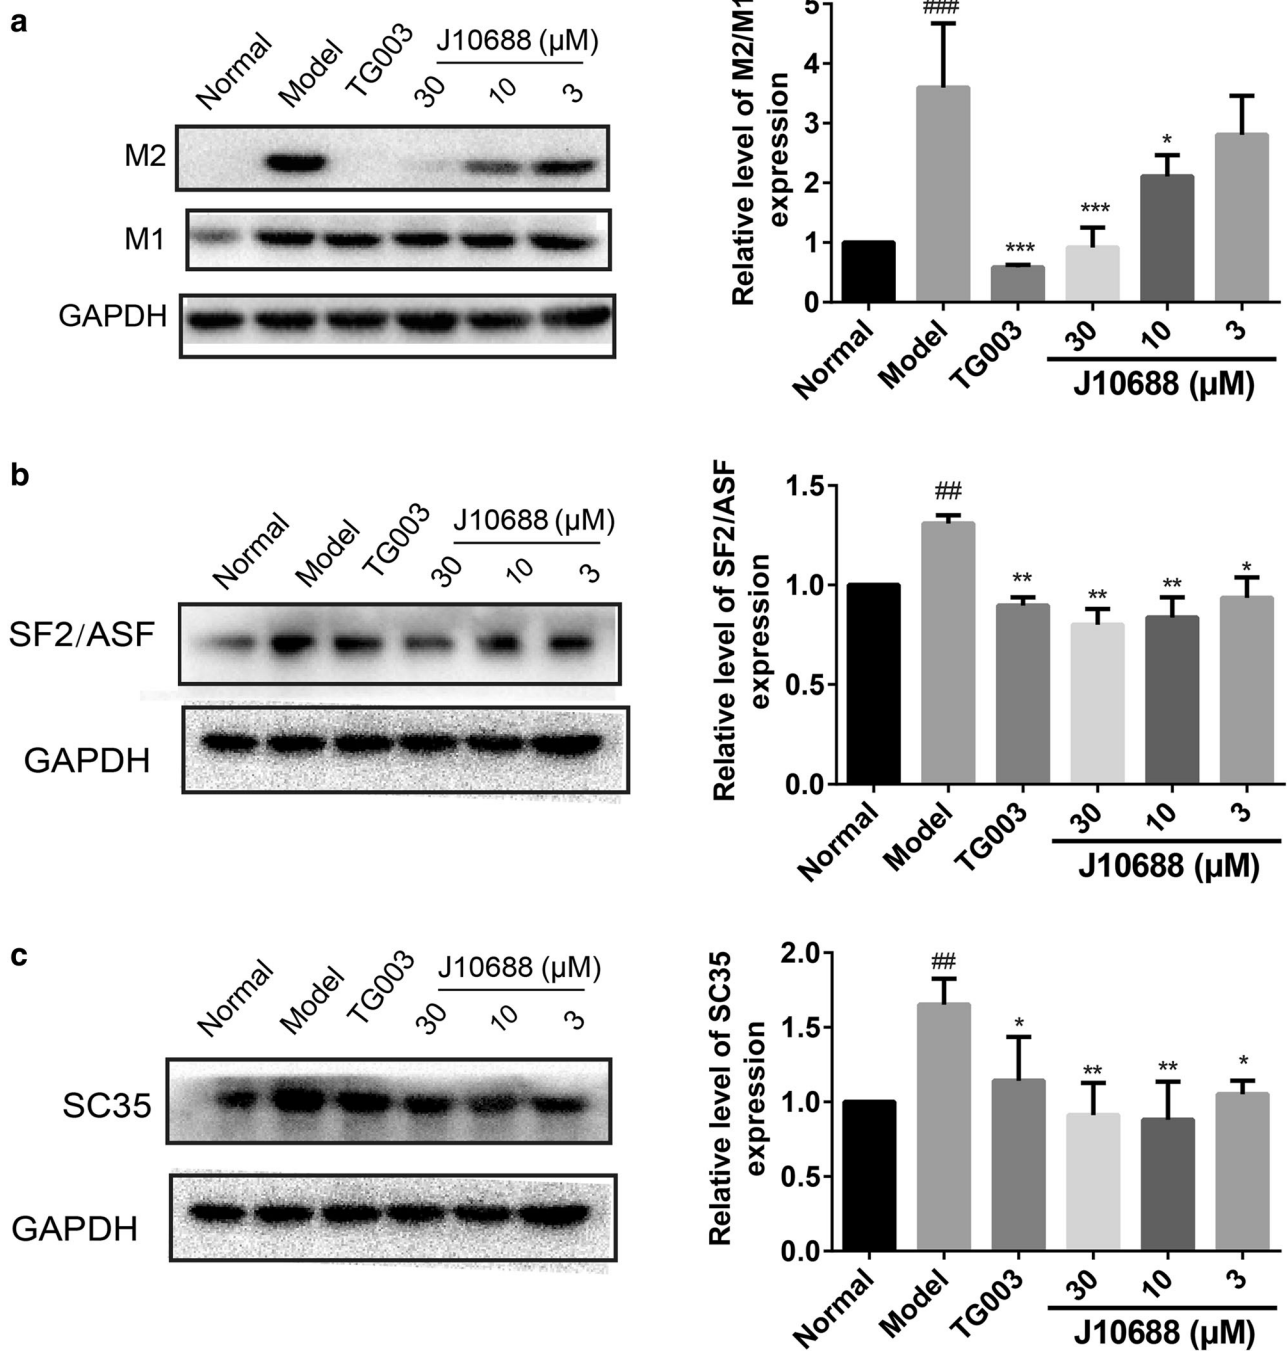 a
Normal
Model
TG003
J10688 (μM)
30
10
3
M2
M1
GAPDH
Relative level of M2/M1
expression
5
4
3
2
1
0
###
***
***
*
Normal
Model
TG003
30
10
3
J10688 (μM)
b
Normal
Model
TG003
J10688 (μM)
30
10
3
SF2/ASF
GAPDH
Relative level of SF2/ASF
expression
1.5
1.0
0.5
0.0
##
**
**
**
*
Normal
Model
TG003
30
10
3
J10688 (μM)
c
Normal
Model
TG003
J10688 (μM)
30
10
3
SC35
GAPDH
Relative level of SC35
expression
2.0
1.5
1.0
0.5
0.0
##
*
**
**
*
Normal
Model
TG003
30
10
3
J10688 (μM)